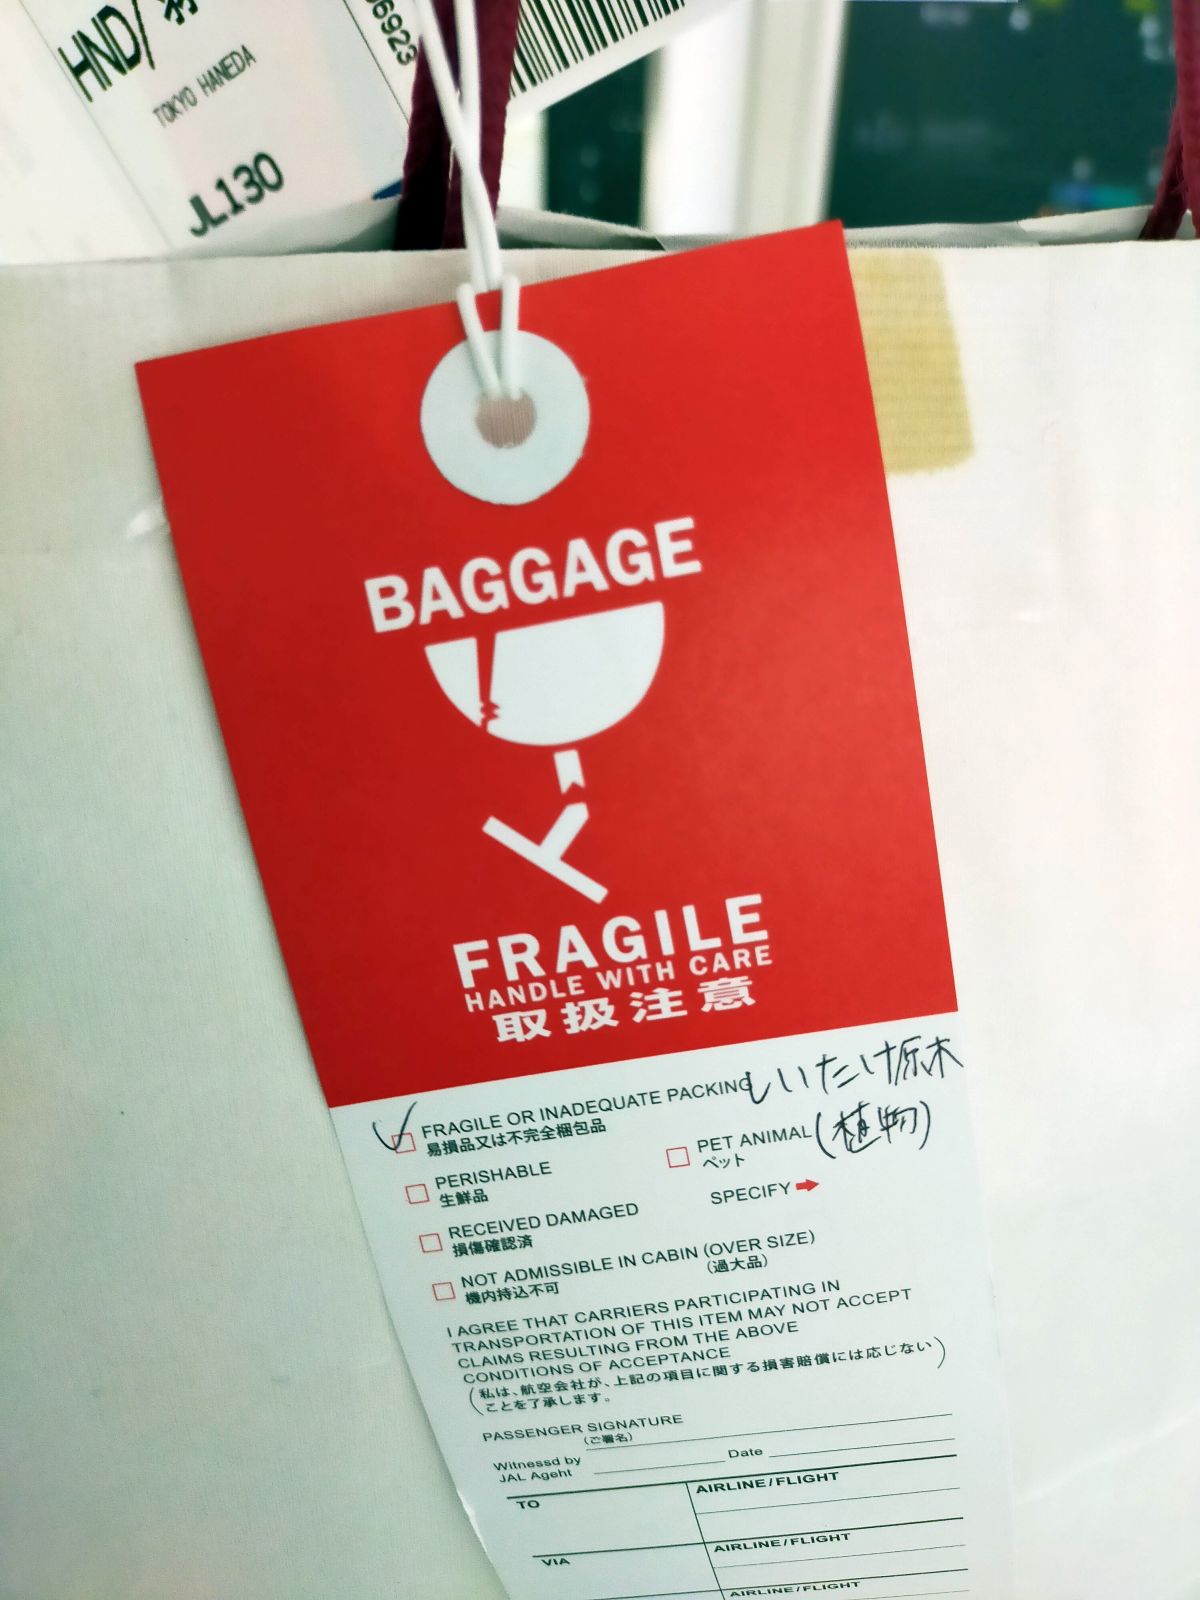 HND/羽
TOKYO HANEDA
JL130
06923
BAGGAGE
FRAGILE
HANDLE WITH CARE
取扱注意
FRAGILE OR INADEQUATE PACKING しいたけ原木
易損品又は不完全梱包品
PET ANIMAL (植物)
ペット
PERISHABLE
生鮮品
SPECIFY
RECEIVED DAMAGED
損傷確認済
NOT ADMISSIBLE IN CABIN (OVER SIZE)
機内持込不可 (過大品)
I AGREE THAT CARRIERS PARTICIPATING IN
TRANSPORTATION OF THIS ITEM MAY NOT ACCEPT
CLAIMS RESULTING FROM THE ABOVE
CONDITIONS OF ACCEPTANCE
(私は、航空会社が、上記の項目に関する損害賠償には応じない
ことを了承します。)
PASSENGER SIGNATURE
(ご署名)
Witnessd by
JAL Ageht
Date
TO
AIRLINE/FLIGHT
VIA
AIRLINE/FLIGHT
AIRLINE/FLIGHT